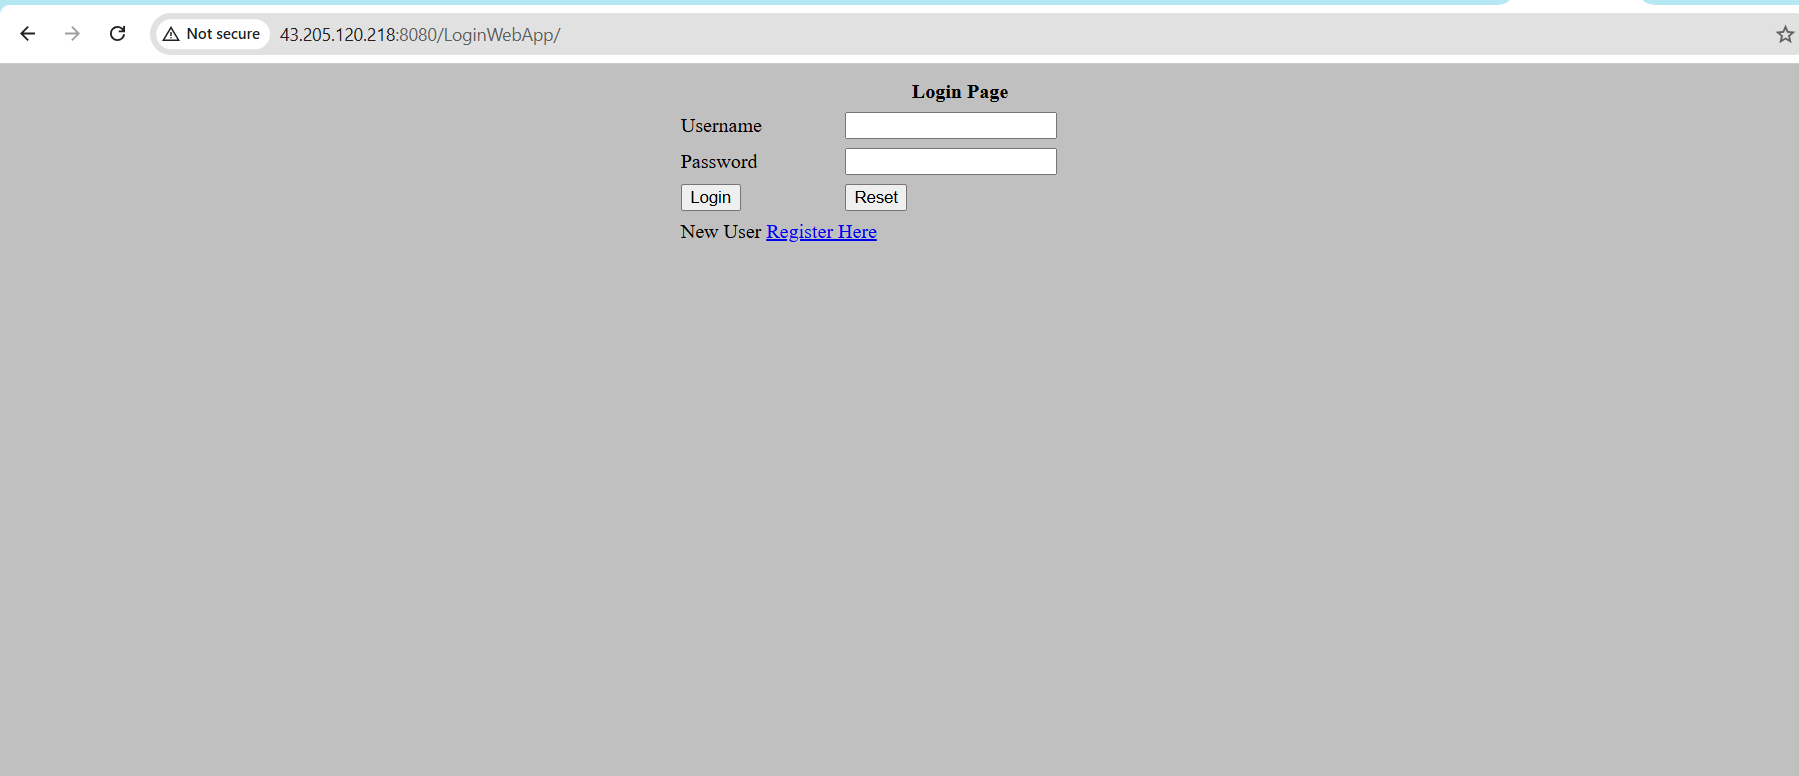 Not secure 43.205.120.218:8080/LoginWebApp/
Login Page
Username
Password
Login Reset
New User Register Here